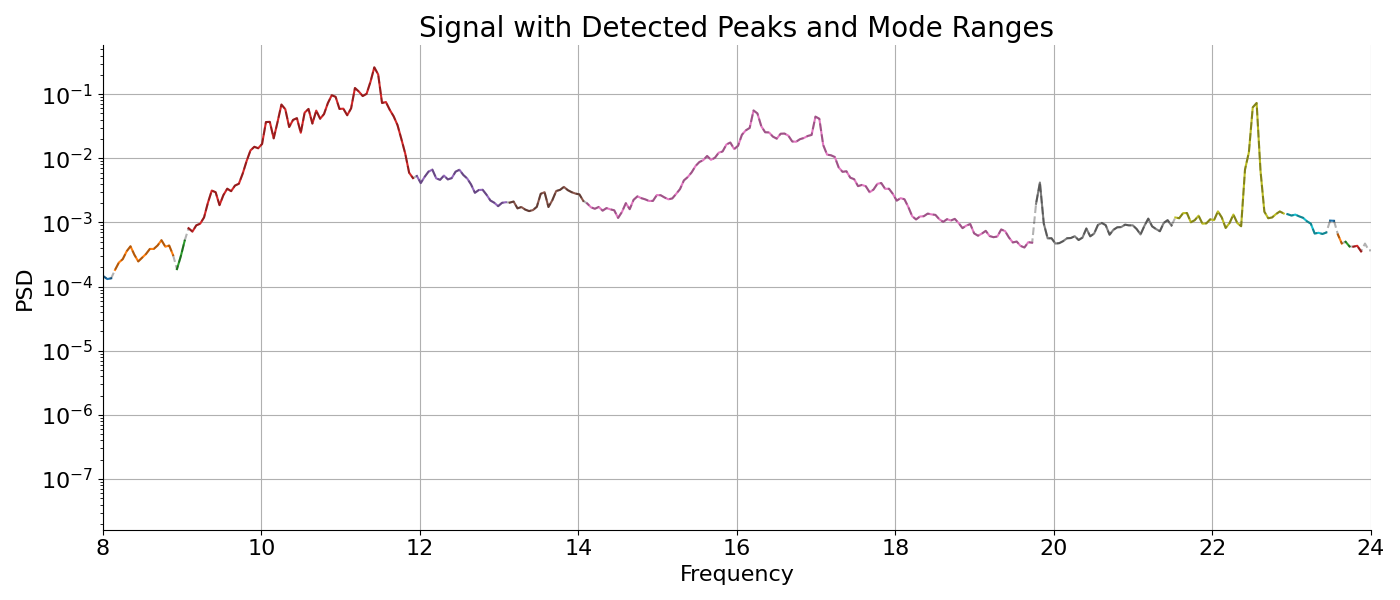 Signal with Detected Peaks and Mode Ranges
PSD
10⁻¹
10⁻²
10⁻³
10⁻⁴
10⁻⁵
10⁻⁶
10⁻⁷
8 10 12 14 16 18 20 22 24
Frequency